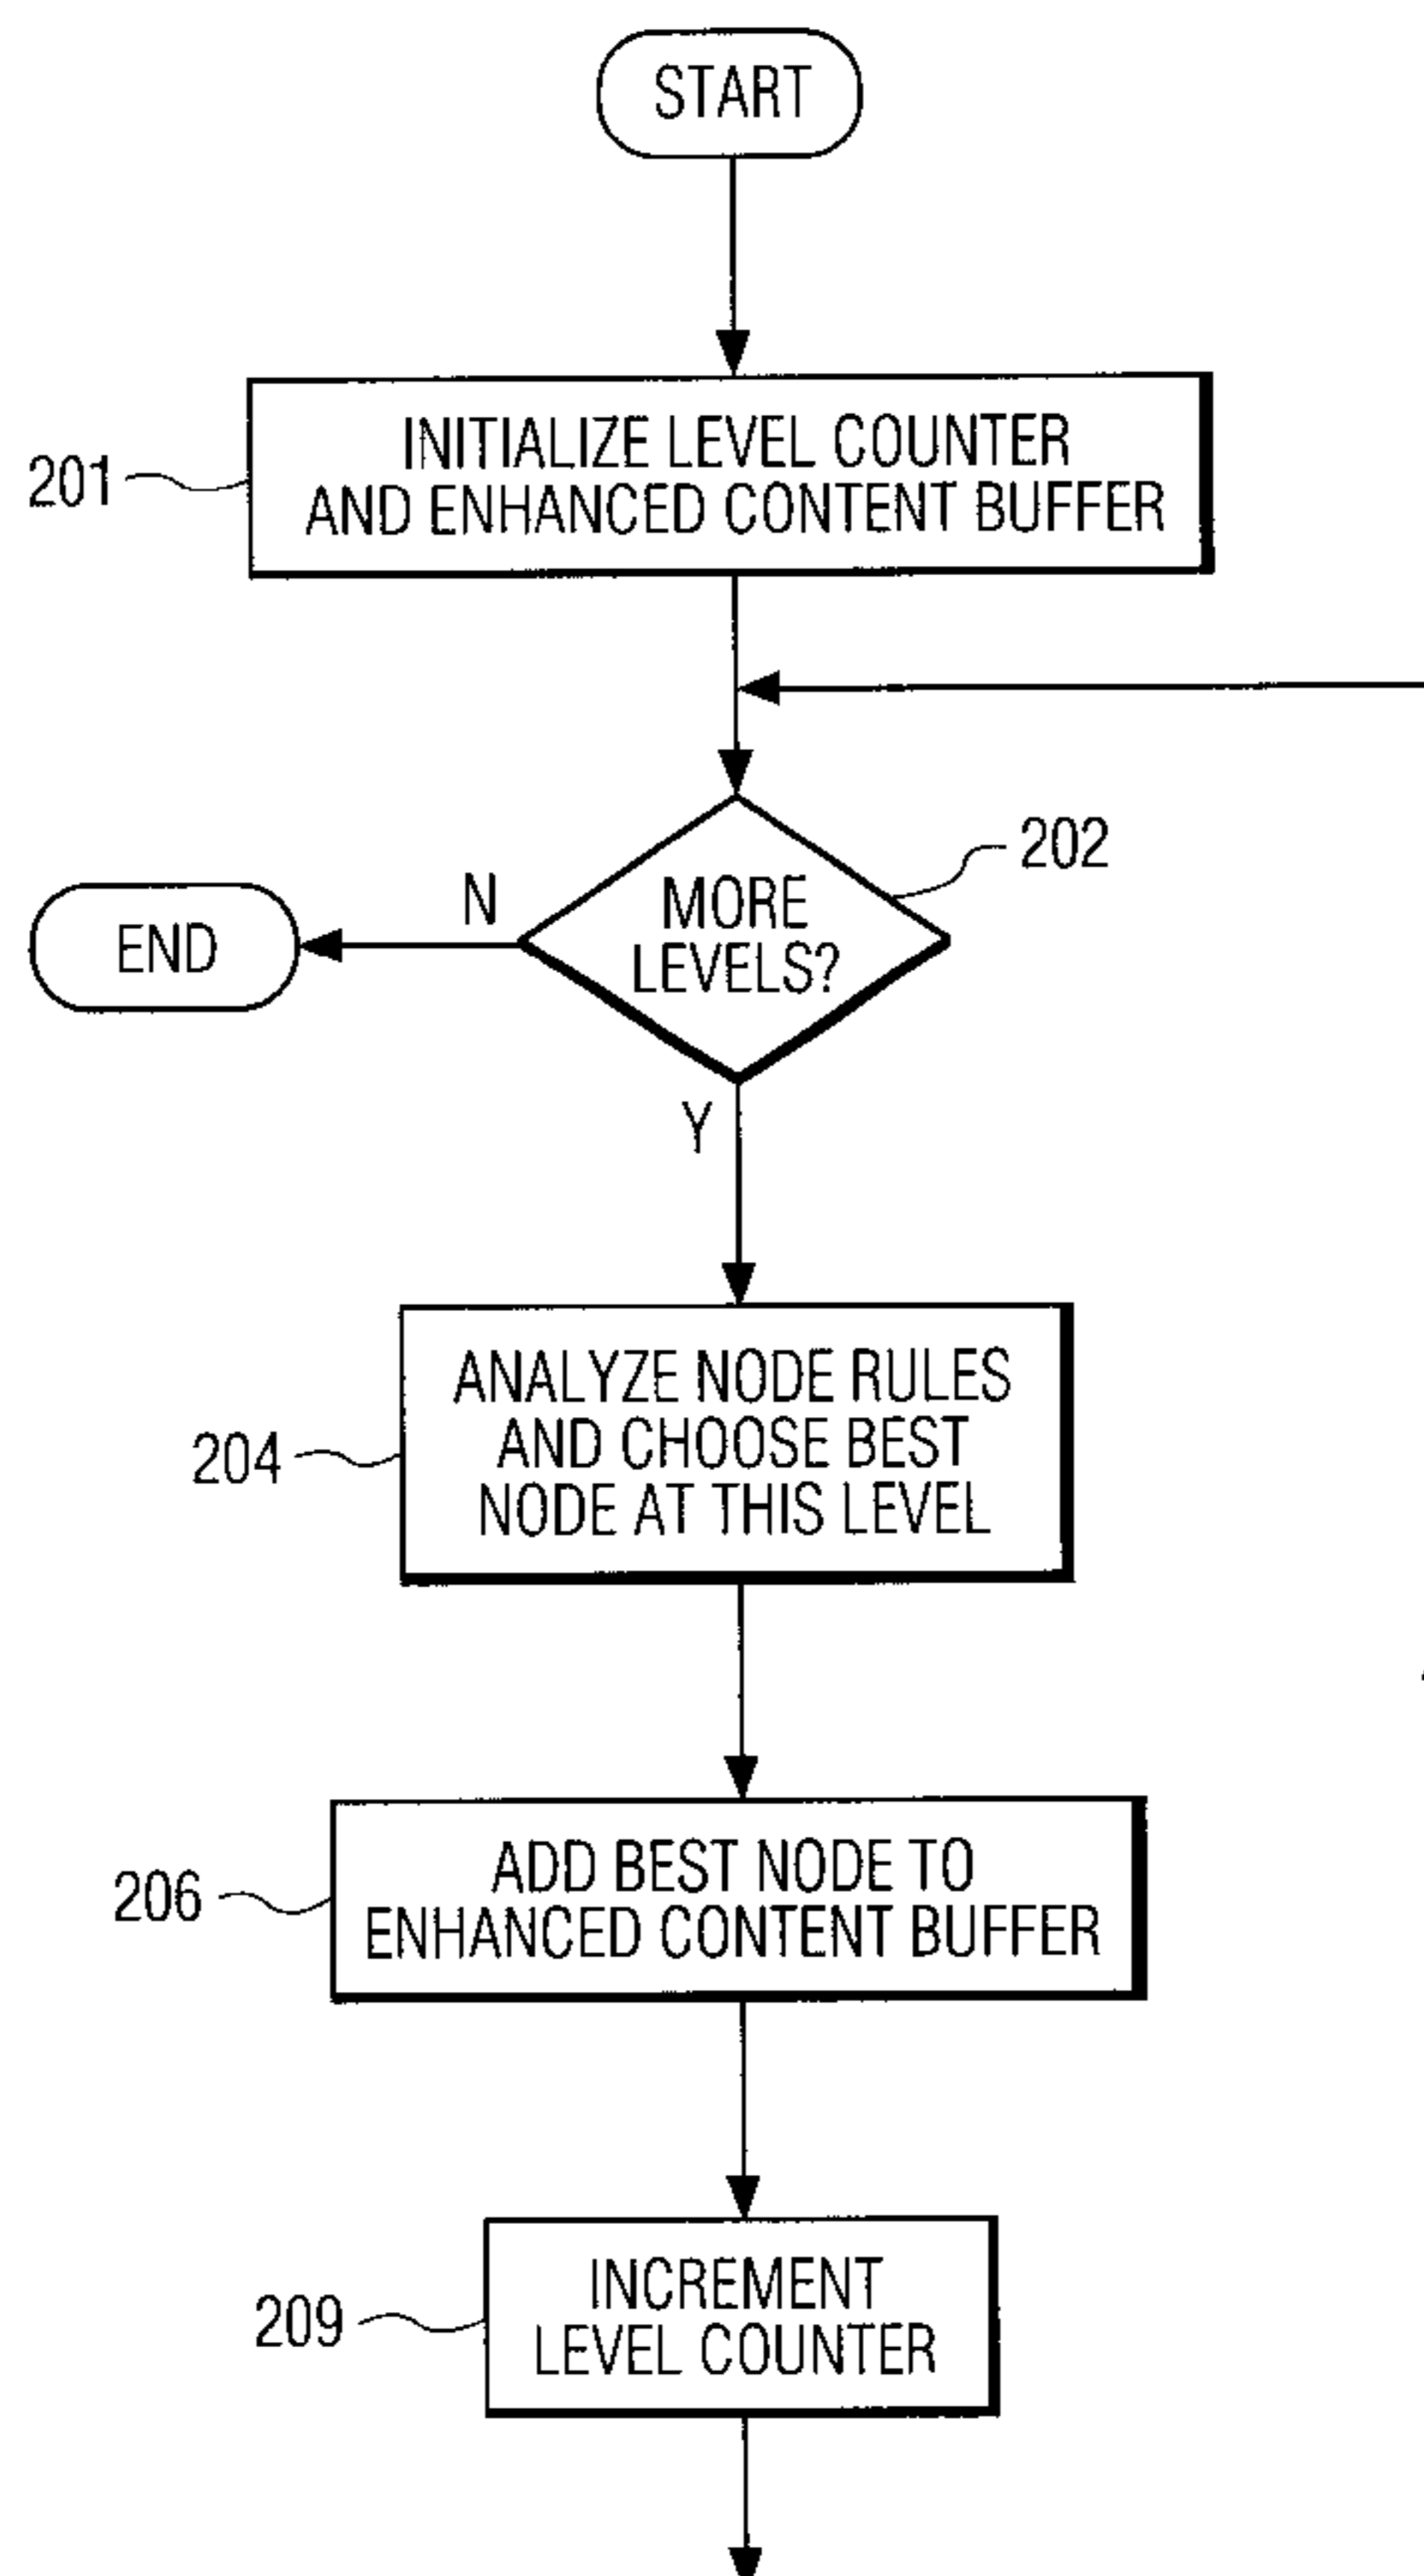 START
INITIALIZE LEVEL COUNTER
AND ENHANCED CONTENT BUFFER
201
202
MORE
LEVELS?
N
END
Y
ANALYZE NODE RULES
AND CHOOSE BEST
NODE AT THIS LEVEL
204
ADD BEST NODE TO
ENHANCED CONTENT BUFFER
206
INCREMENT
LEVEL COUNTER
209